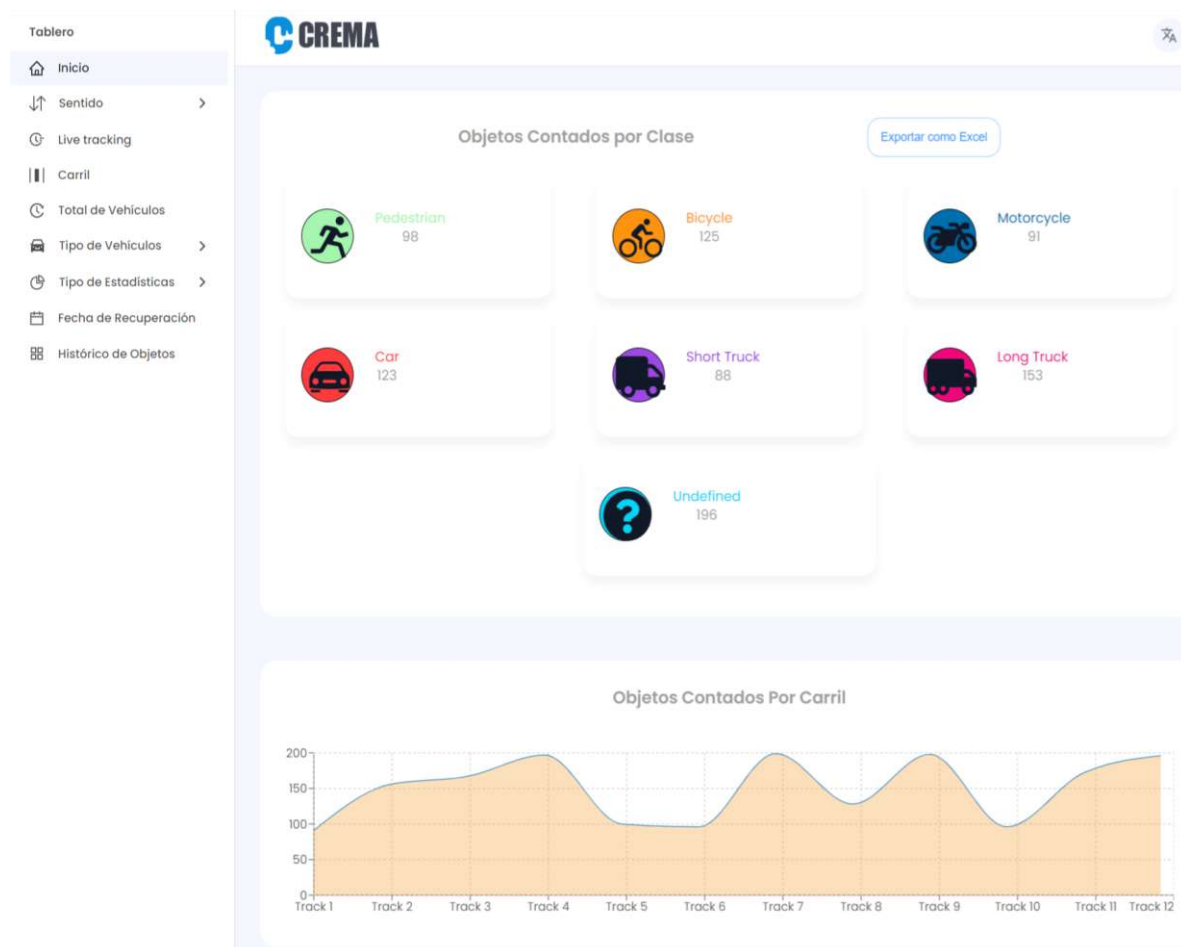 Tablero
Inicio
Sentido
Live tracking
Carril
Total de Vehículos
Tipo de Vehículos
Tipo de Estadísticas
Fecha de Recuperación
Histórico de Objetos
CREMA
Objetos Contados por Clase
Exportar como Excel
Pedestrian
98
Bicycle
125
Motorcycle
91
Car
123
Short Truck
88
Long Truck
153
?
Undefined
196
Objetos Contados Por Carril
200
150
100
50
0
Track 1 Track 2 Track 3 Track 4 Track 5 Track 6 Track 7 Track 8 Track 9 Track 10 Track 11 Track 12